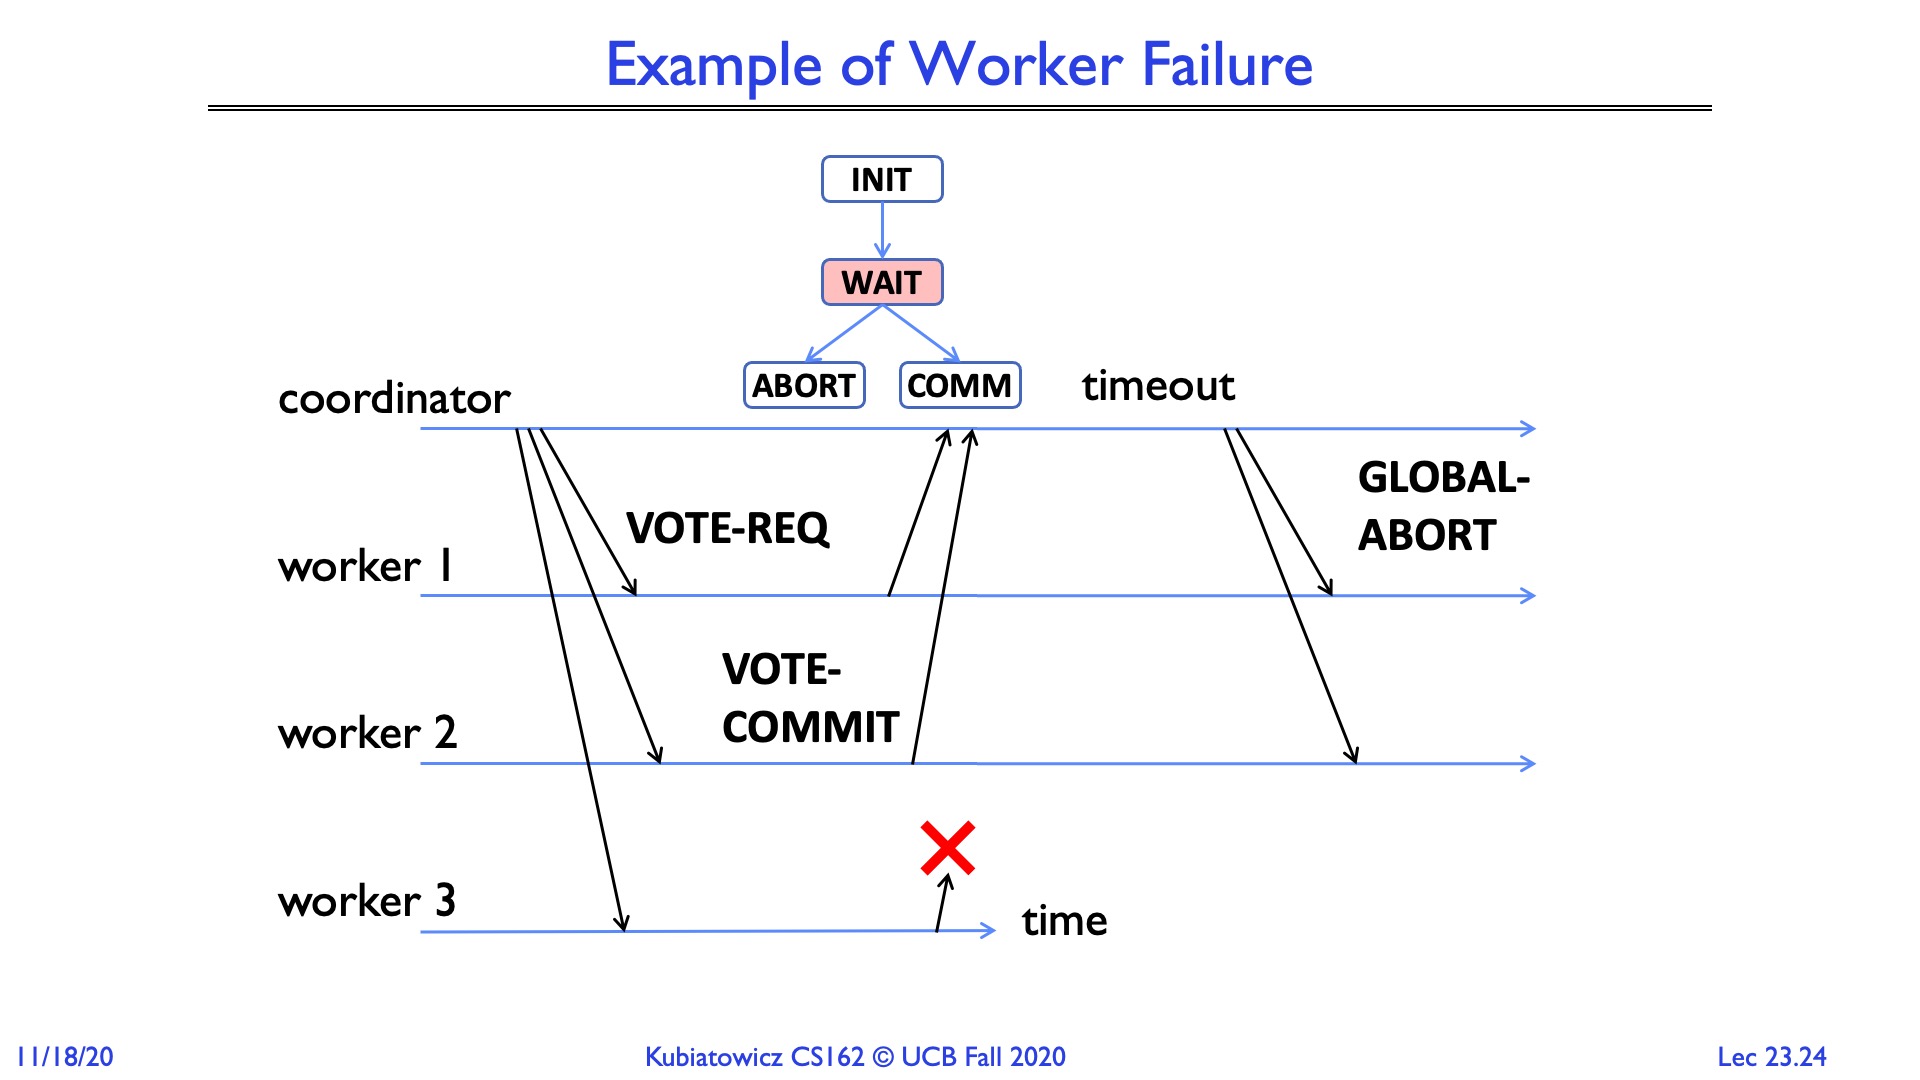 Example of Worker Failure
INIT
WAIT
ABORT
COMM
timeout
coordinator
GLOBAL-
ABORT
VOTE-REQ
worker 1
VOTE-
COMMIT
worker 2
worker 3
time
11/18/20
Kubiatowicz CS162 © UCB Fall 2020
Lec 23.24